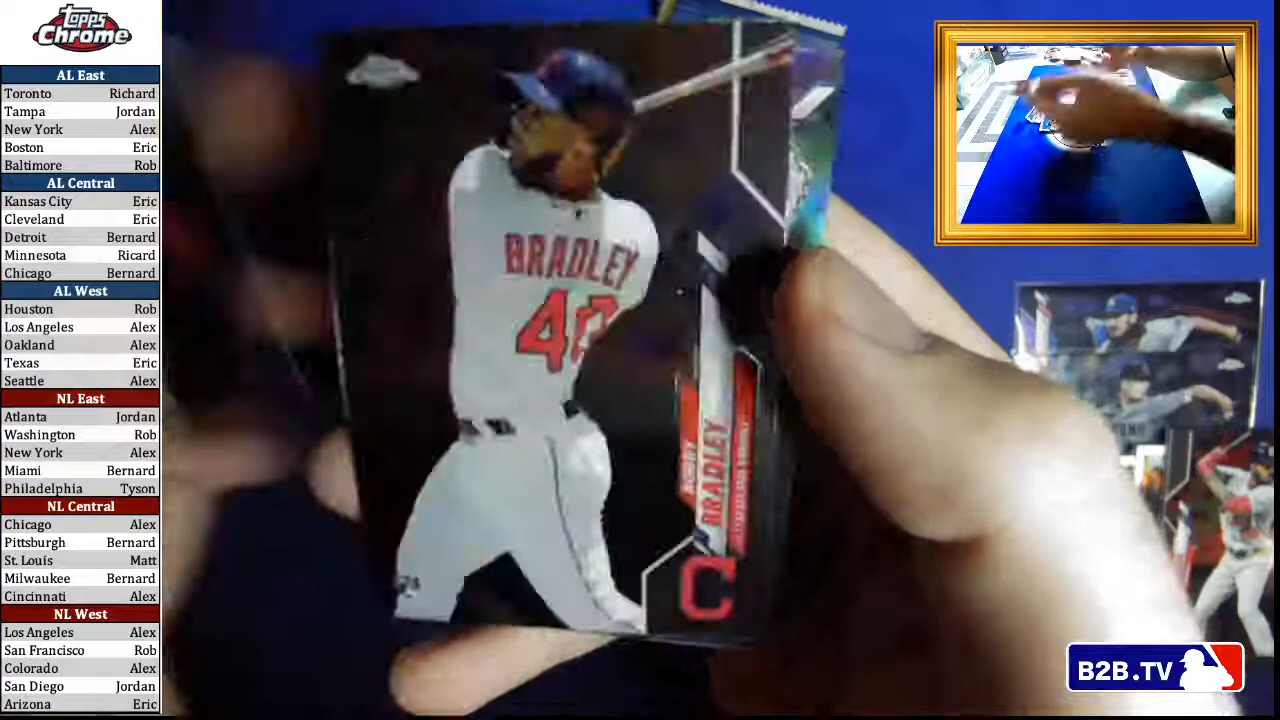 Topps
Chrome
AL East
Toronto Richard
Tampa Jordan
New York Alex
Boston Eric
Baltimore Rob
AL Central
Kansas City Eric
Cleveland Eric
Detroit Bernard
Minnesota Ricard
Chicago Bernard
AL West
Houston Rob
Los Angeles Alex
Oakland Alex
Texas Eric
Seattle Alex
NL East
Atlanta Jordan
Washington Rob
New York Alex
Miami Bernard
Philadelphia Tyson
NL Central
Chicago Alex
Pittsburgh Bernard
St. Louis Matt
Milwaukee Bernard
Cincinnati Alex
NL West
Los Angeles Alex
San Francisco Rob
Colorado Alex
San Diego Jordan
Arizona Eric
BRADLEY
40
BOBBY
BRADLEY
C
B2B.TV